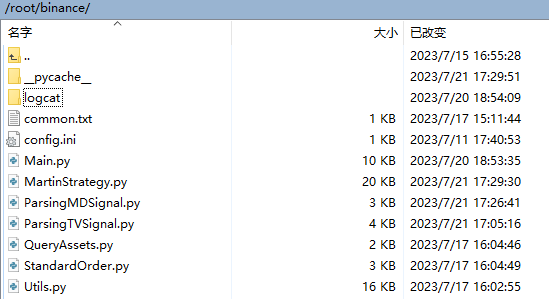 /root/binance/
名字 大小 已改变
.. 2023/7/15 16:55:28
__pycache__ 2023/7/21 17:29:51
logcat 2023/7/20 18:54:09
common.txt 1 KB 2023/7/17 15:11:44
config.ini 1 KB 2023/7/11 17:40:53
Main.py 10 KB 2023/7/20 18:53:35
MartinStrategy.py 20 KB 2023/7/21 17:29:30
ParsingMDSignal.py 3 KB 2023/7/21 17:26:41
ParsingTVSignal.py 4 KB 2023/7/21 17:05:16
QueryAssets.py 2 KB 2023/7/17 16:04:46
StandardOrder.py 3 KB 2023/7/17 16:04:49
Utils.py 16 KB 2023/7/17 16:02:55